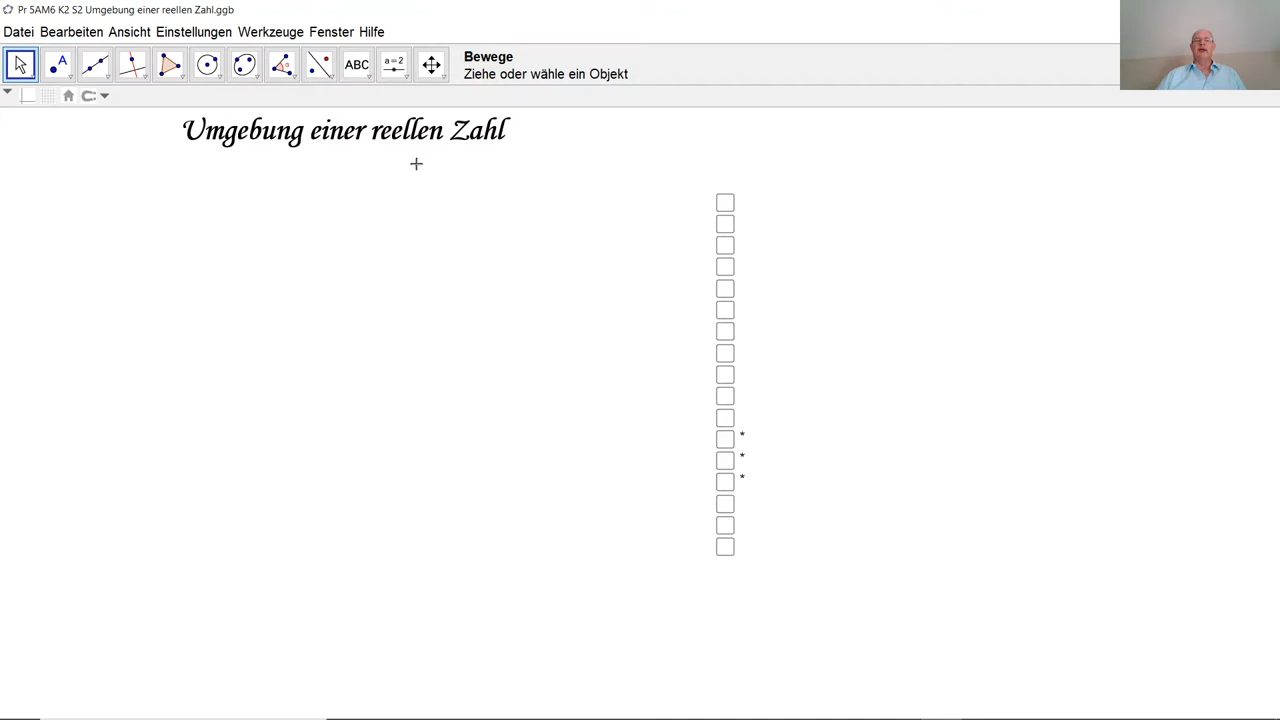 Pr 5AM6 K2 S2 Umgebung einer reellen Zahl.ggb
Datei Bearbeiten Ansicht Einstellungen Werkzeuge Fenster Hilfe
A
ABC
a=2
Bewege
Ziehe oder wähle ein Objekt
Umgebung einer reellen Zahl
*
*
*